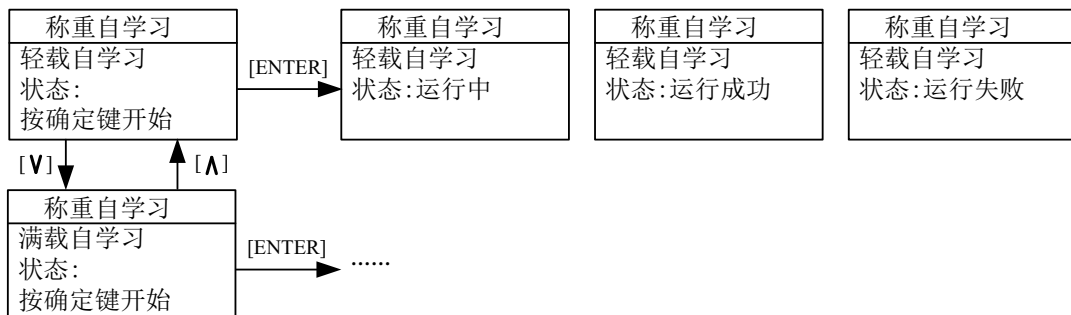 称重自学习
轻载自学习
状态:
按确定键开始
[ENTER]
称重自学习
轻载自学习
状态:运行中
称重自学习
轻载自学习
状态:运行成功
称重自学习
轻载自学习
状态:运行失败
[∨]
[∧]
称重自学习
满载自学习
状态:
按确定键开始
[ENTER]
......